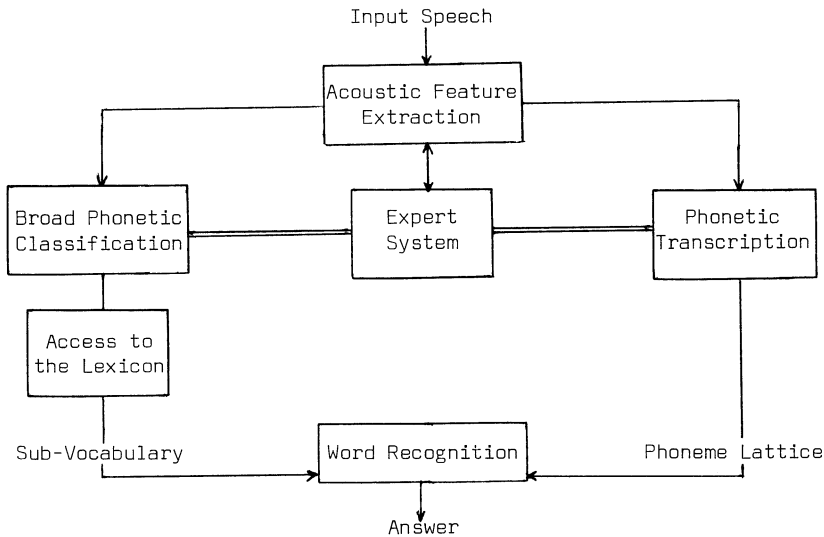 Input Speech
Acoustic Feature
Extraction
Broad Phonetic
Classification
Expert
System
Phonetic
Transcription
Access to
the Lexicon
Sub-Vocabulary
Word Recognition
Phoneme Lattice
Answer